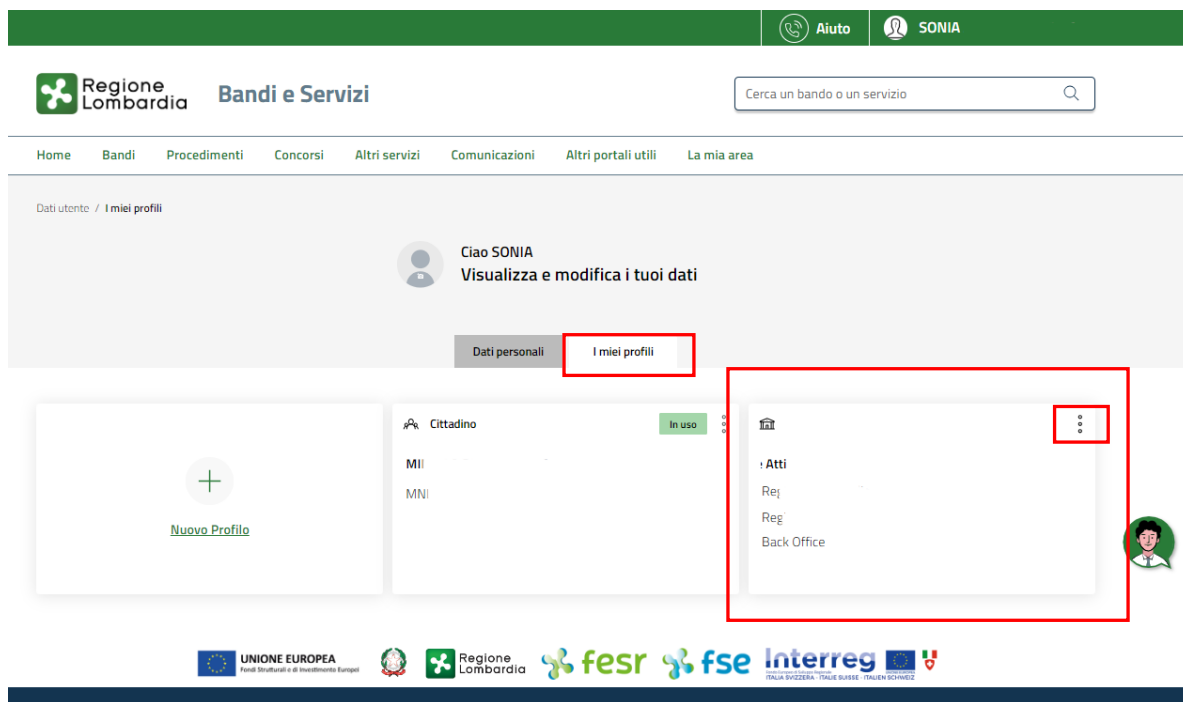 Aiuto
SONIA
Regione
Lombardia
Bandi e Servizi
Cerca un bando o un servizio
Home Bandi Procedimenti Concorsi Altri servizi Comunicazioni Altri portali utili La mia area
Dati utente / I miei profili
Ciao SONIA
Visualizza e modifica i tuoi dati
Dati personali I miei profili
Nuovo Profilo
Cittadino In uso
MNI
Atti
Reg
Reg
Back Office
UNIONE EUROPEA
Fondi Strutturali e di Investimento Europei
Regione
Lombardia
fesr
fse
Interreg
ITALIA SVIZZERA - ITALIE SUISSE - ITALIEN SCHWEIZ